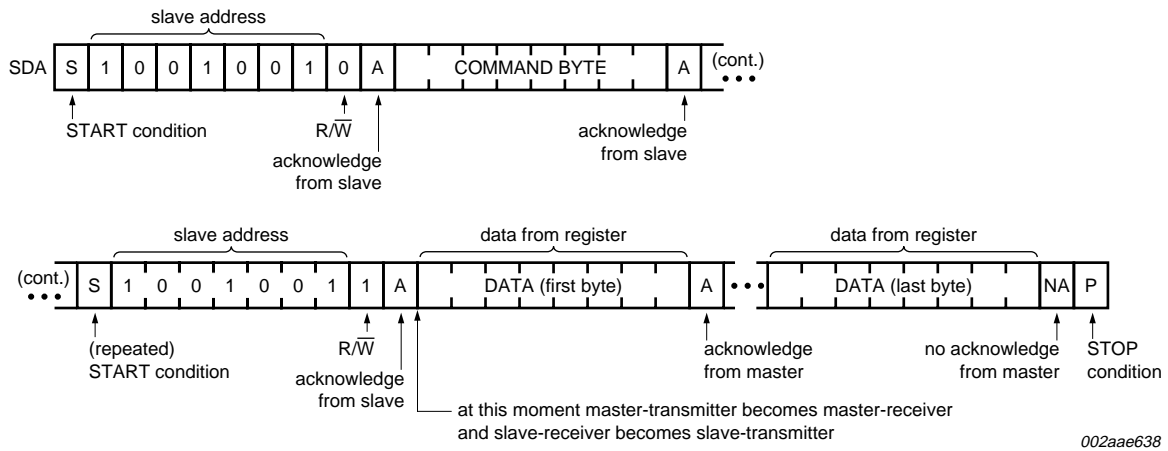 slave address
SDA S 1 0 0 1 0 0 1 0 A COMMAND BYTE A (cont.)
START condition R/W̅
acknowledge from slave
acknowledge from slave
slave address data from register data from register
(cont.) S 1 0 0 1 0 0 1 1 A DATA (first byte) A DATA (last byte) NA P
(repeated)
START condition
R/W̅
acknowledge
from slave
acknowledge
from master
no acknowledge
from master
STOP
condition
at this moment master-transmitter becomes master-receiver
and slave-receiver becomes slave-transmitter
002aae638